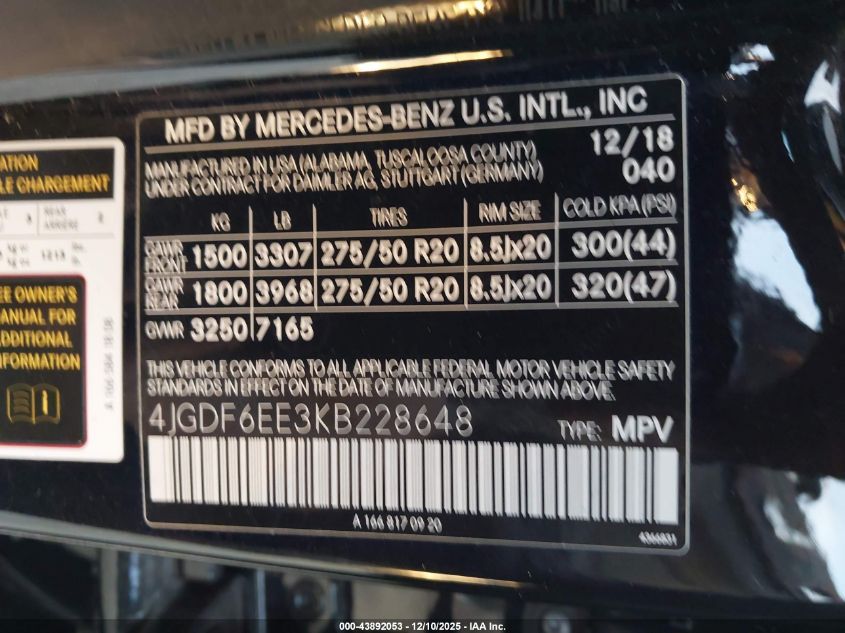 MFD BY MERCEDES-BENZ U.S. INTL., INC
MANUFACTURED IN USA (ALABAMA, TUSCALOOSA COUNTY) 12/18
UNDER CONTRACT FOR DAIMLER AG, STUTTGART (GERMANY) 040
KG LB TIRES RIM SIZE COLD KPA(PSI)
GAWR FRONT 1500 3307 275/50 R20 8.5Jx20 300(44)
GAWR REAR 1800 3968 275/50 R20 8.5Jx20 320(47)
GVWR 3250 7165
THIS VEHICLE CONFORMS TO ALL APPLICABLE FEDERAL MOTOR VEHICLE SAFETY
STANDARDS IN EFFECT ON THE DATE OF MANUFACTURE SHOWN ABOVE.
4JGDF6EE3KB228648 TYPE: MPV
A 166 817 09 20
4366831
ATION
LE CHARGEMENT
REAR
ARRIERE
EE OWNER'S
MANUAL FOR
ADDITIONAL
INFORMATION
000-43892053 - 12/10/2025 - IAA Inc.